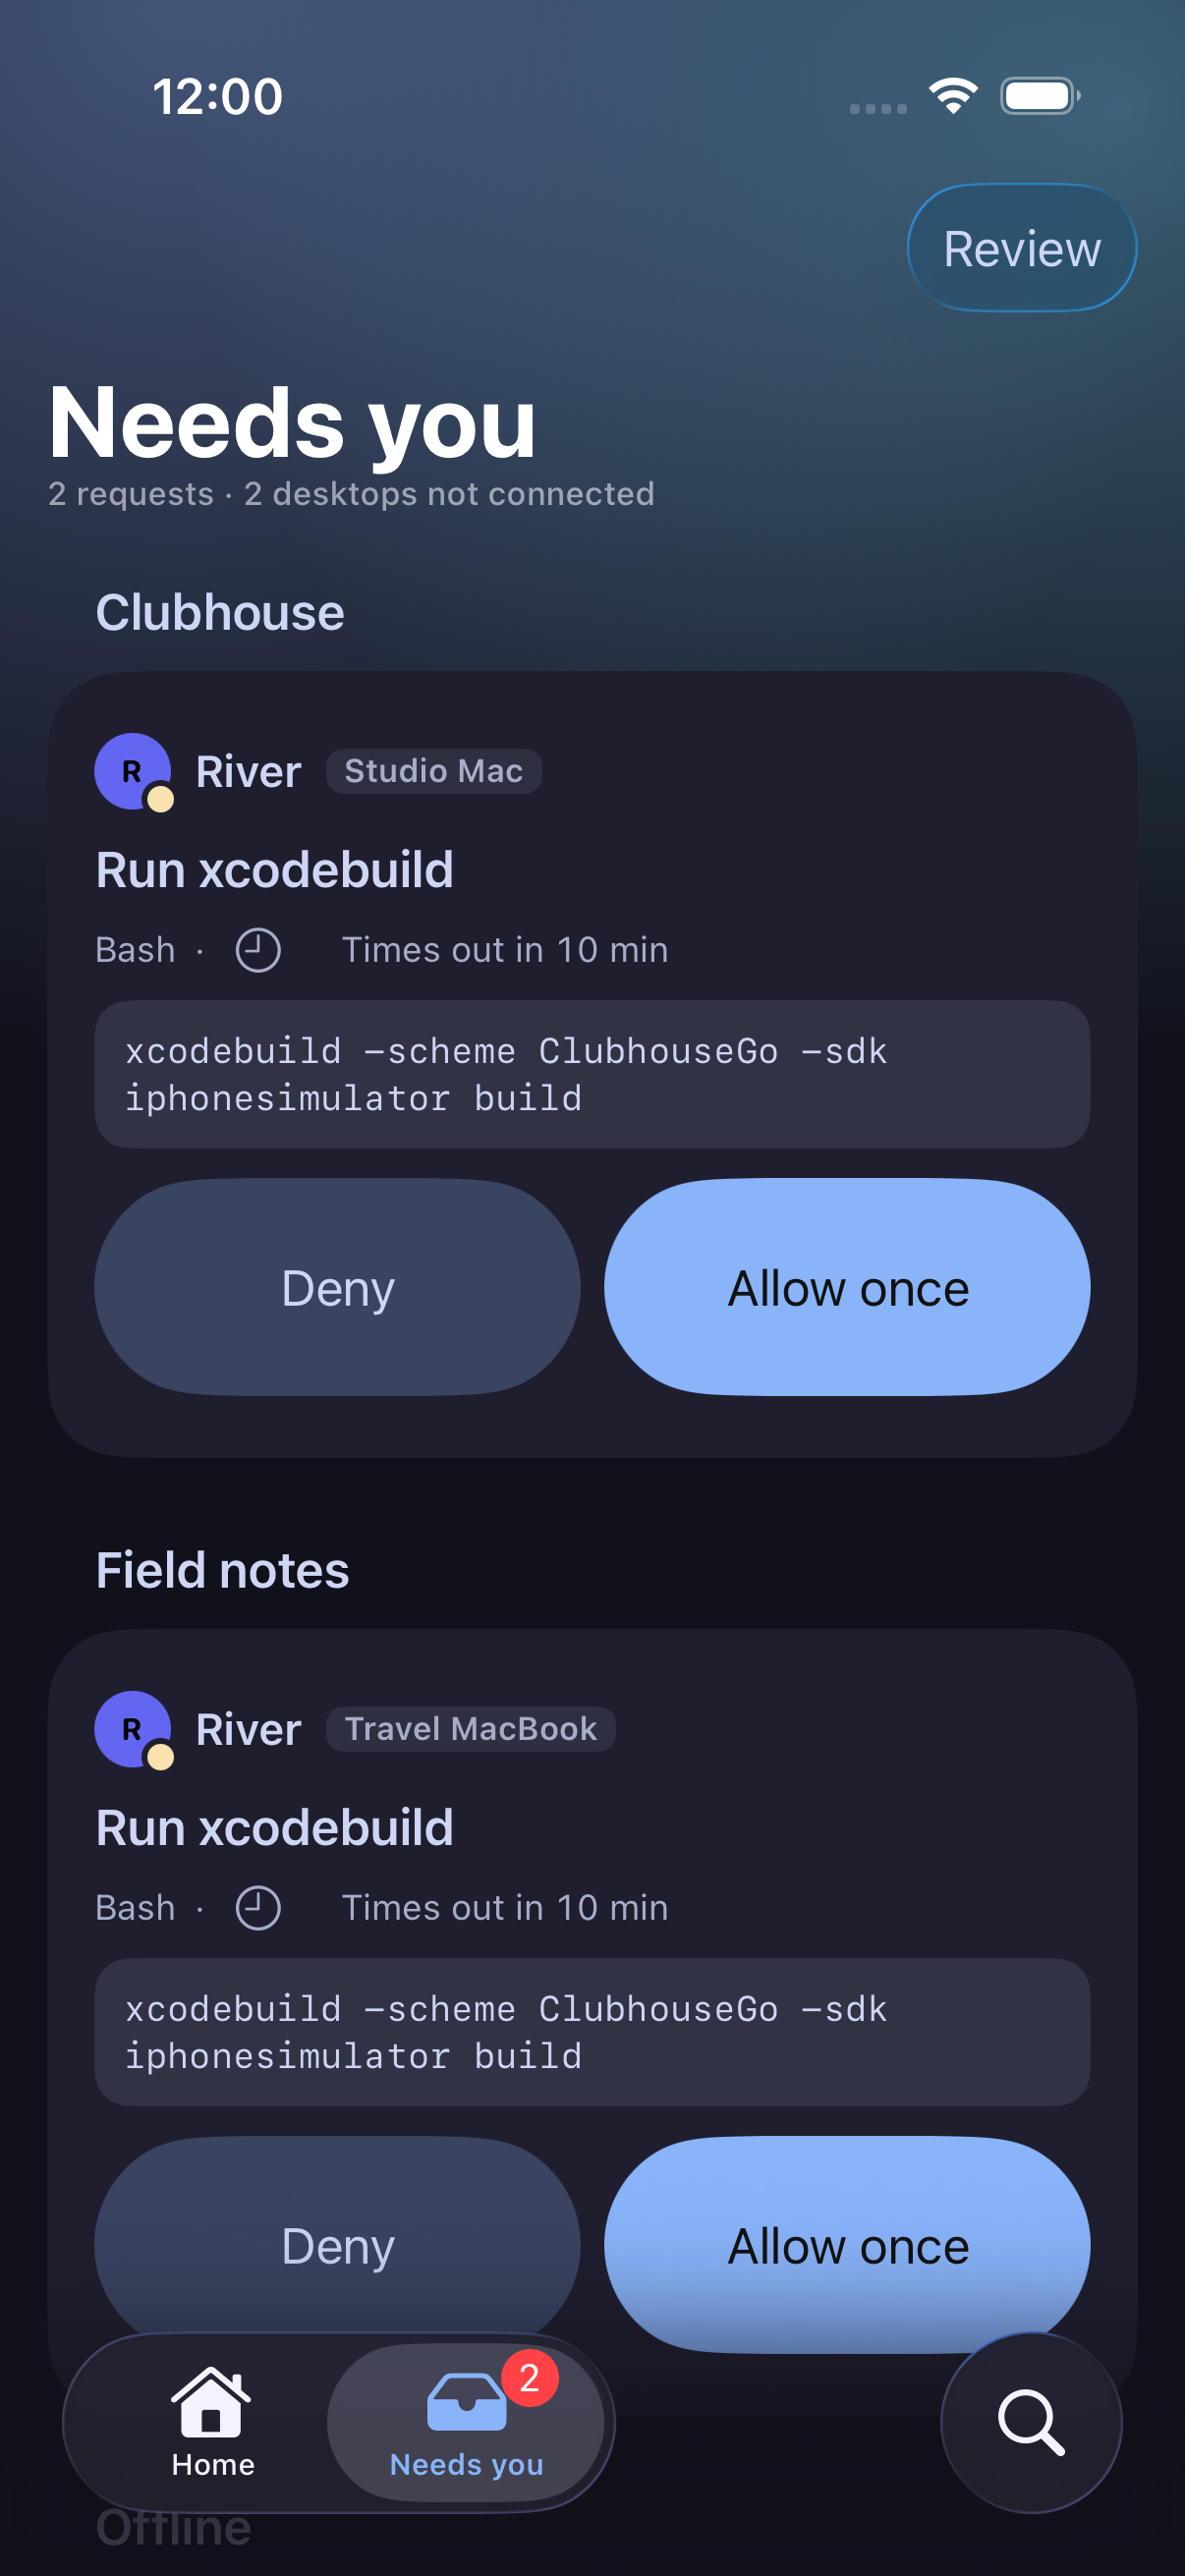 12:00
Review
Needs you
2 requests · 2 desktops not connected
Clubhouse
R River Studio Mac
Run xcodebuild
Bash · Times out in 10 min
xcodebuild -scheme ClubhouseGo -sdk
iphonesimulator build
Deny Allow once
Field notes
R River Travel MacBook
Run xcodebuild
Bash · Times out in 10 min
xcodebuild -scheme ClubhouseGo -sdk
iphonesimulator build
Deny Allow once
2
Home Needs you
Offline